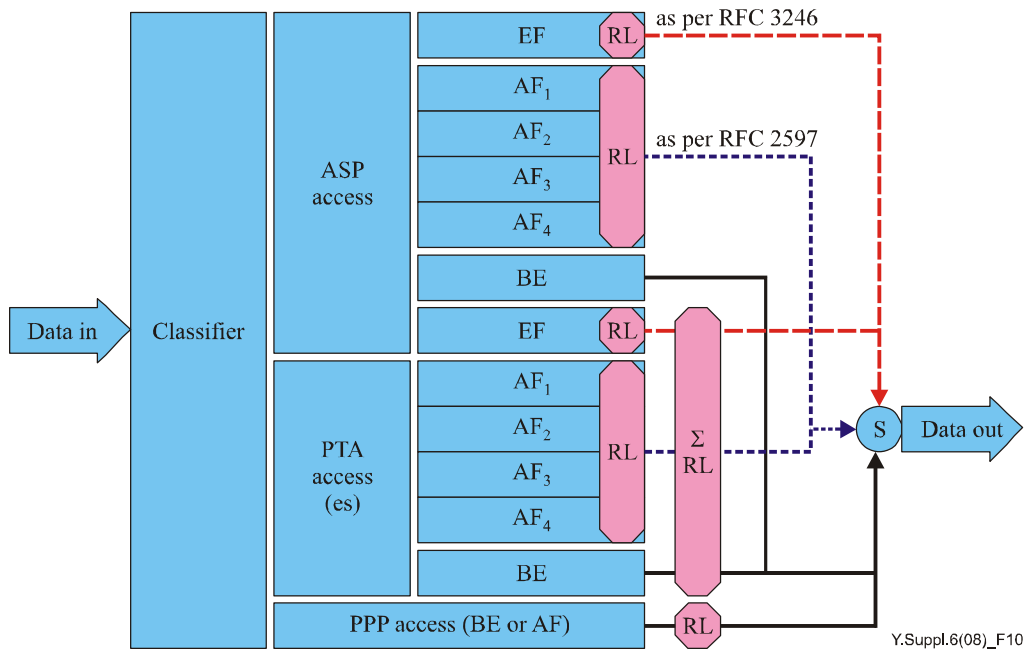 as per RFC 3246
EF
RL
AF1
AF2
as per RFC 2597
RL
ASP
access
AF3
AF4
BE
Data in
Classifier
EF
RL
AF1
AF2
PTA
access
(es)
RL
Σ
RL
S
Data out
AF3
AF4
BE
PPP access (BE or AF)
RL
Y.Suppl.6(08)_F10